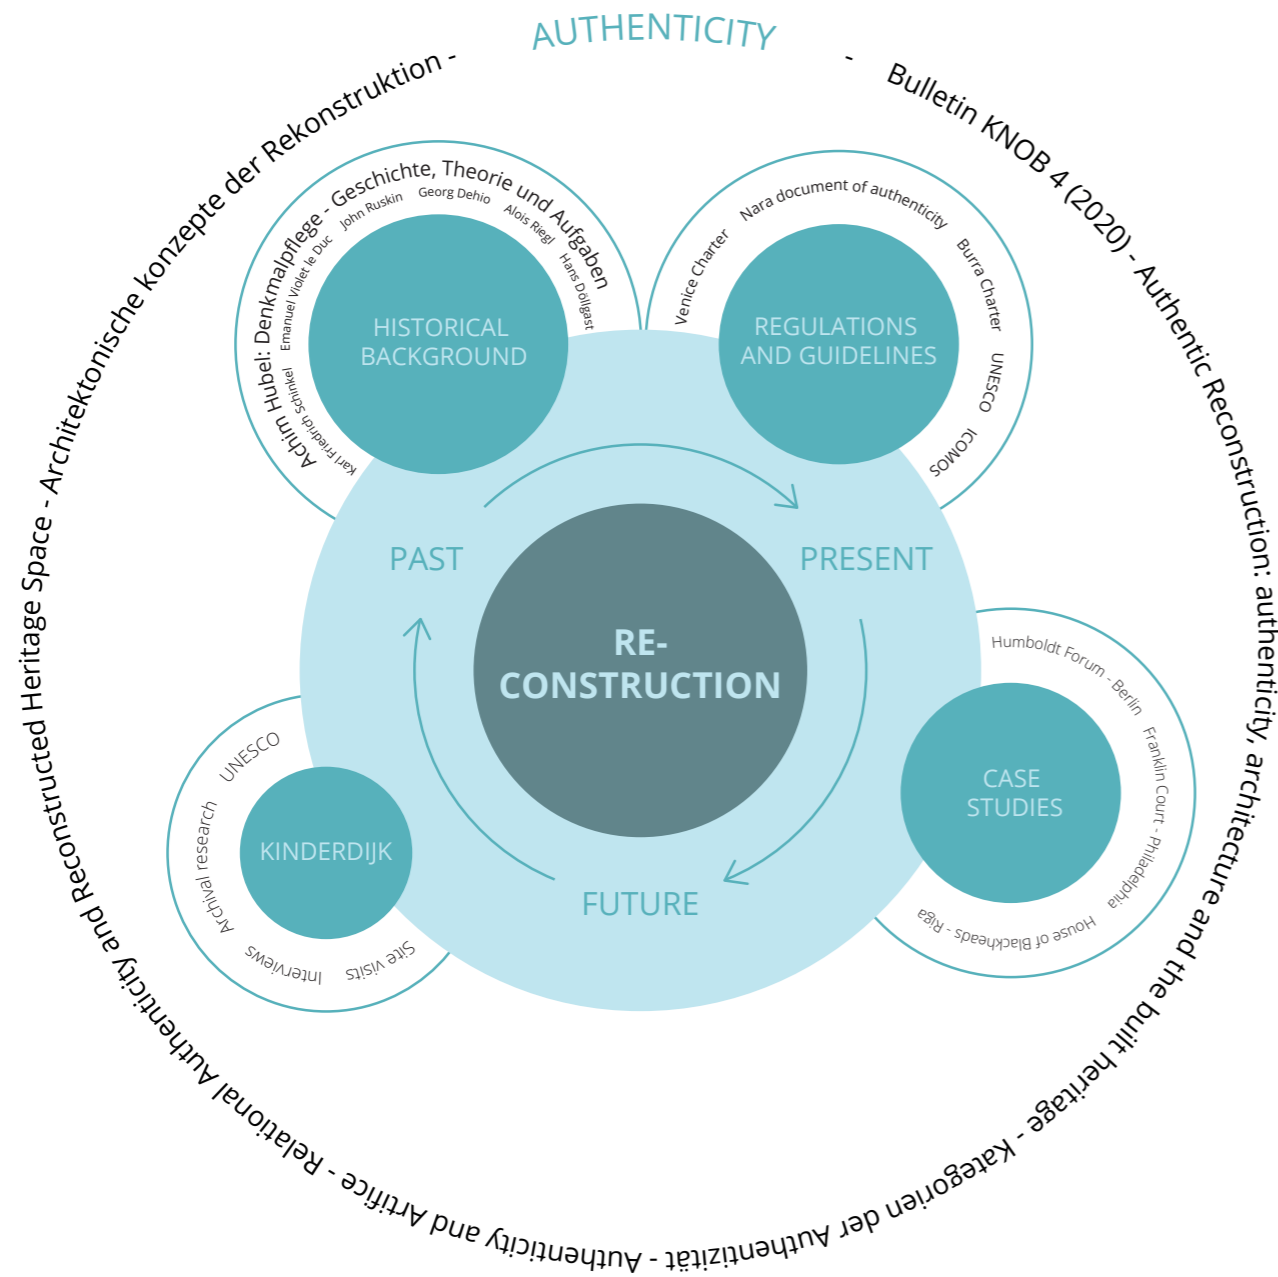 AUTHENTICITY
- Bulletin KNOB 4 (2020) - Authentic Reconstruction: authenticity, architecture and the built heritage - Kategorien der Authentizität - Authenticity and Artifice - Relational Authenticity and Reconstructed Heritage Space - Architektonische konzepte der Rekonstruktion -
Achim Hubel: Denkmalpflege - Geschichte, Theorie und Aufgaben
Karl Friedrich Schinkel
Emanuel Violet le Duc
John Ruskin
Georg Dehio
Alois Riegl
Hans Döllgast
HISTORICAL
BACKGROUND
Venice Charter
Nara document of authenticity
Burra Charter
UNESCO
ICOMOS
REGULATIONS
AND GUIDELINES
PAST
PRESENT
FUTURE
RE-
CONSTRUCTION
Humboldt Forum - Berlin
Franklin Court - Philadelphia
House of Blackheads - Riga
CASE
STUDIES
UNESCO
Archival research
Interviews
Site visits
KINDERDIJK